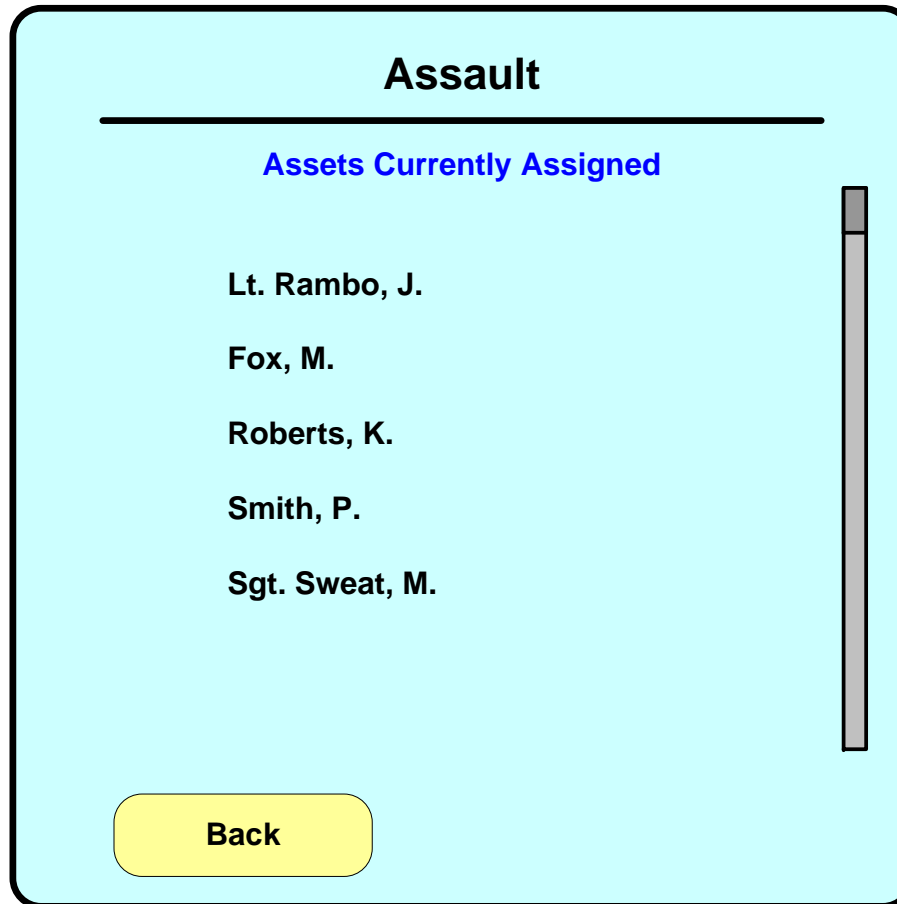 Assault
Assets Currently Assigned
Lt. Rambo, J.
Fox, M.
Roberts, K.
Smith, P.
Sgt. Sweat, M.
Back